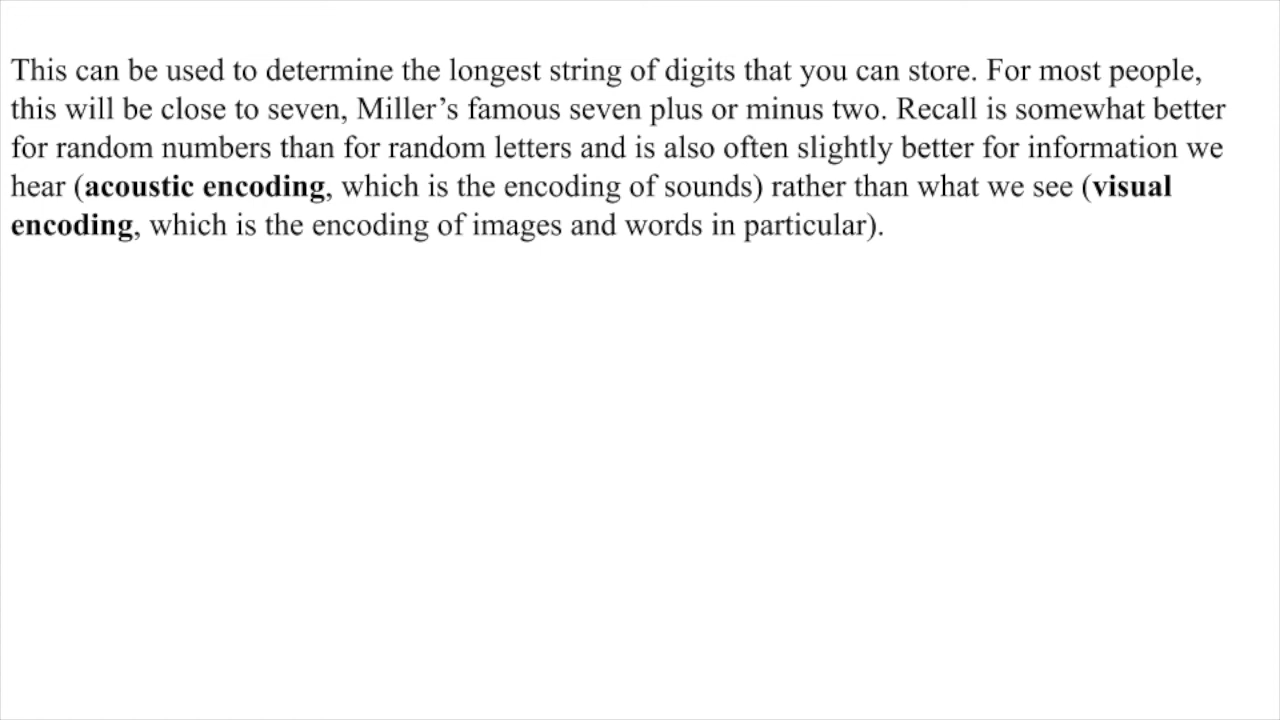 This can be used to determine the longest string of digits that you can store. For most people,
this will be close to seven, Miller’s famous seven plus or minus two. Recall is somewhat better
for random numbers than for random letters and is also often slightly better for information we
hear (acoustic encoding, which is the encoding of sounds) rather than what we see (visual
encoding, which is the encoding of images and words in particular).